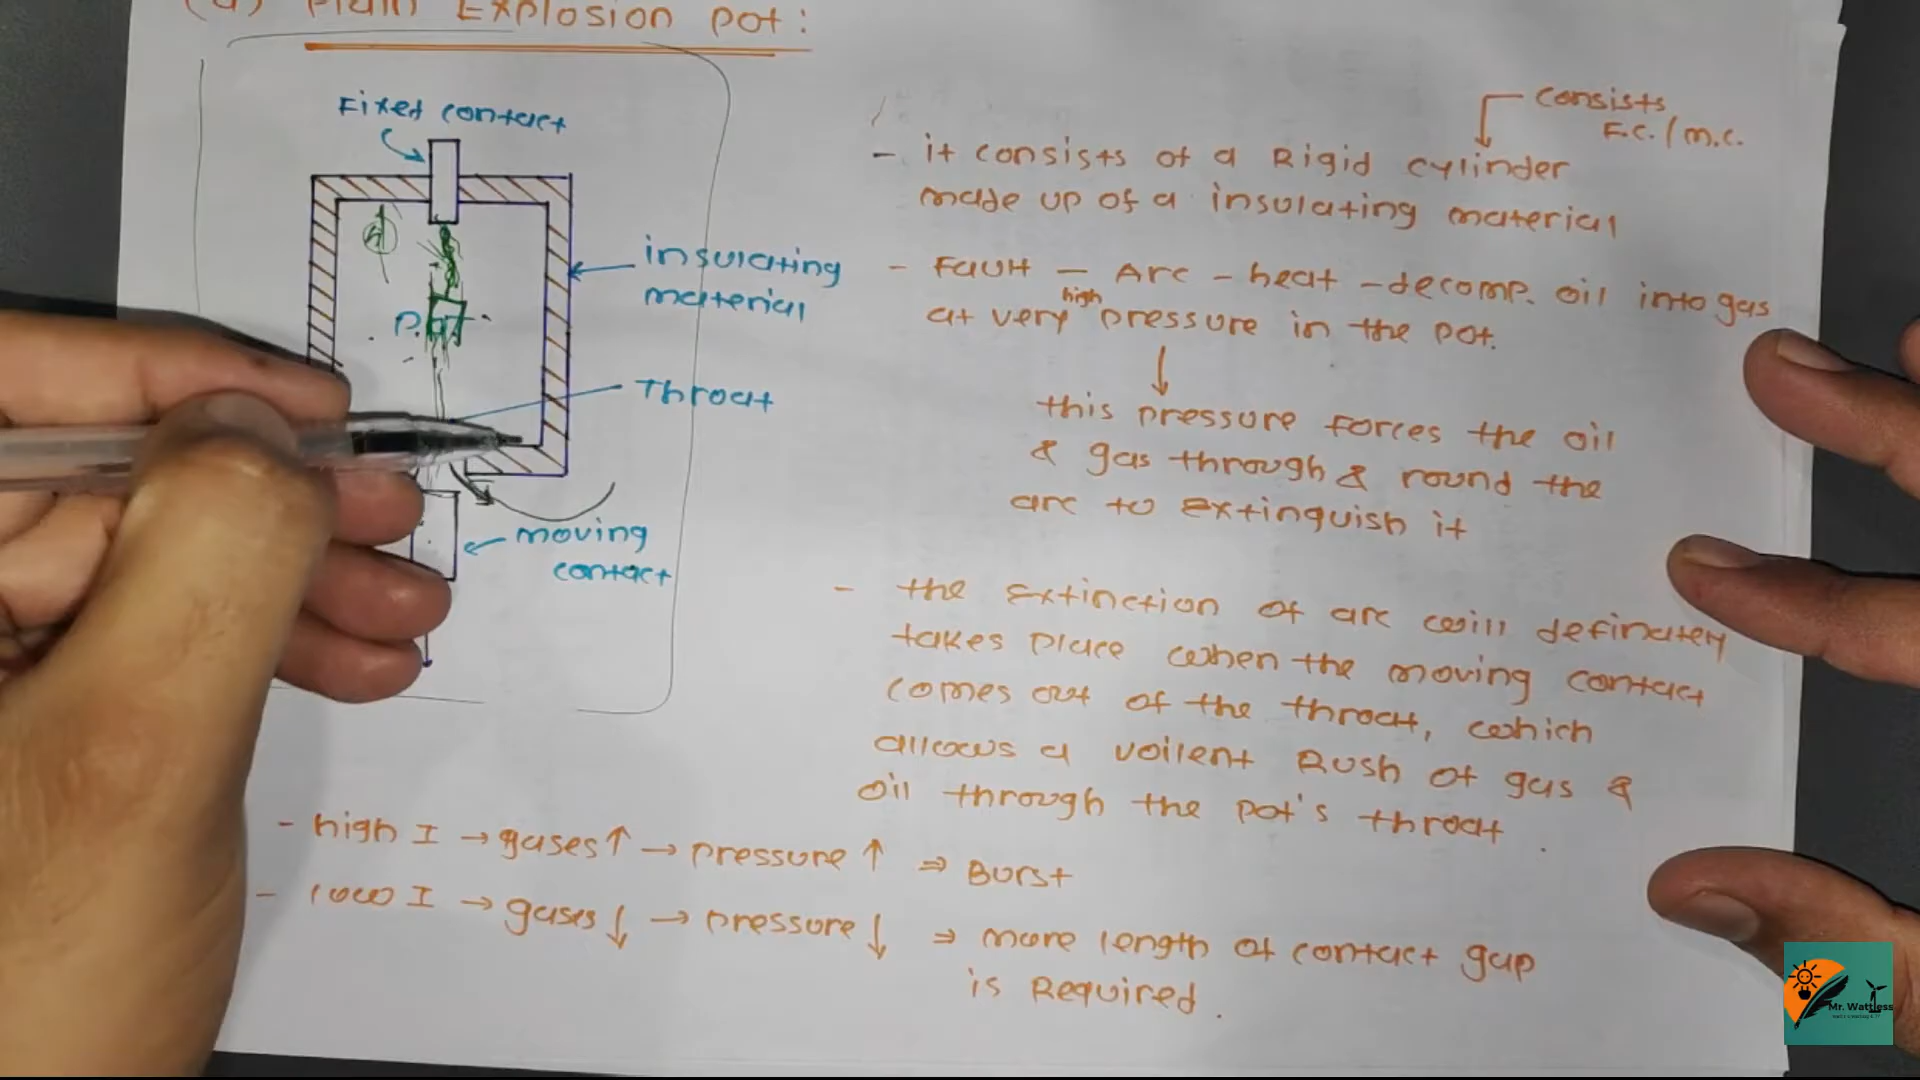 (a) Plain Explosion pot:
Fixed contact
insulating
material
Throat
moving
contact
consists
F.C. / M.C.
- it consists of a Rigid cylinder
made up of a insulating material
- Fault - Arc - heat - decomp. oil into gas
at very high pressure in the pot.
this pressure forces the oil
& gas through & round the
arc to extinguish it
- the extinction of arc will definately
takes place when the moving contact
comes out of the throat, which
allows a voilent Rush of gas &
oil through the pot's throat.
- high I → gases ↑ → pressure ↑ ⇒ Burst
- low I → gases ↓ → pressure ↓ ⇒ more length of contact gap
is Required.
Mr. Wattless